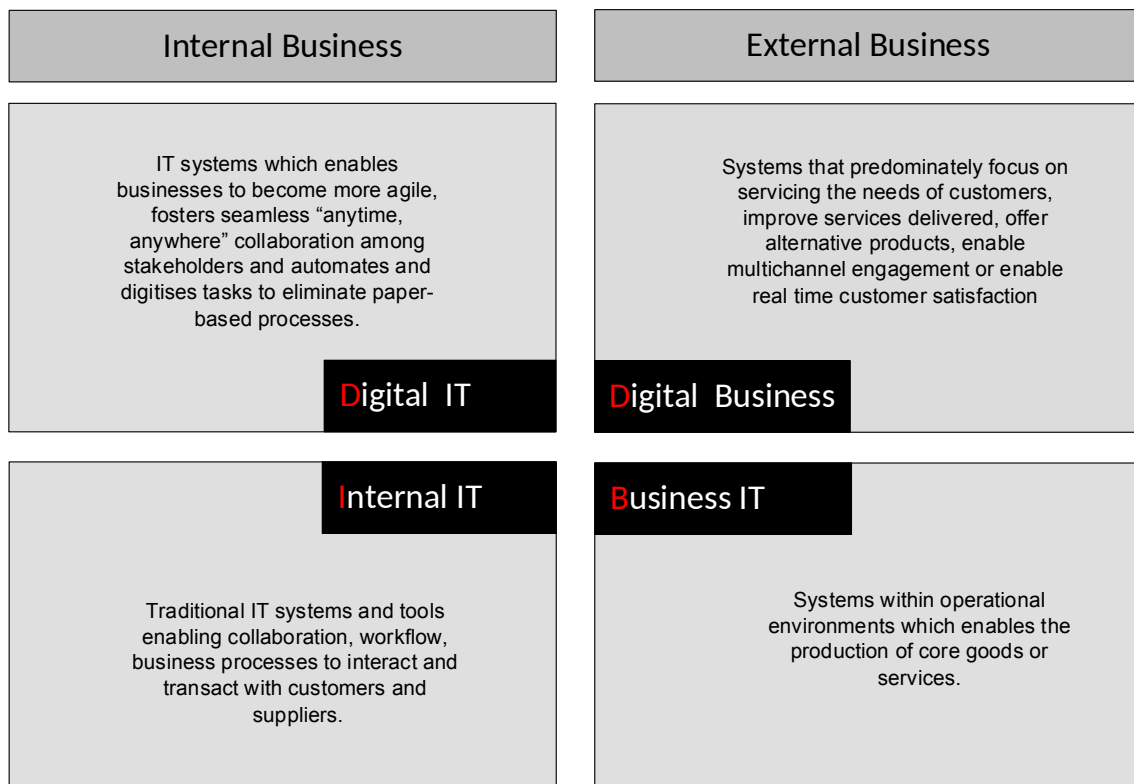 Internal Business
External Business
IT systems which enables
businesses to become more agile,
fosters seamless “anytime,
anywhere” collaboration among
stakeholders and automates and
digitises tasks to eliminate paper-
based processes.
Digital IT
Systems that predominately focus on
servicing the needs of customers,
improve services delivered, offer
alternative products, enable
multichannel engagement or enable
real time customer satisfaction
Digital Business
Internal IT
Traditional IT systems and tools
enabling collaboration, workflow,
business processes to interact and
transact with customers and
suppliers.
Business IT
Systems within operational
environments which enables the
production of core goods or
services.